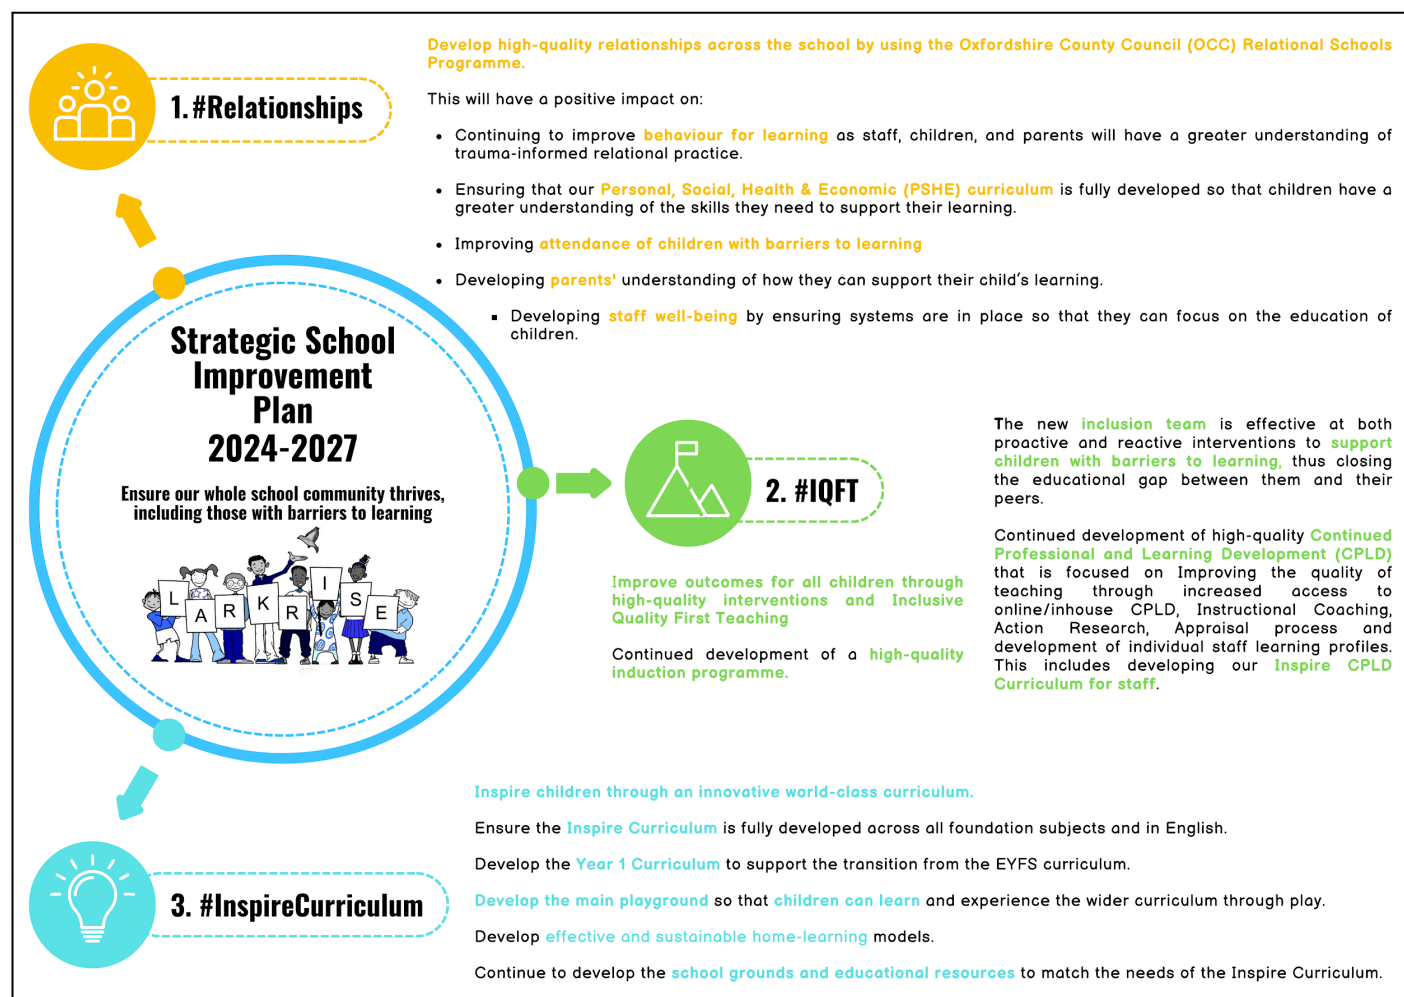 1. #Relationships
Develop high-quality relationships across the school by using the Oxfordshire County Council (OCC) Relational Schools
Programme.
This will have a positive impact on:
• Continuing to improve behaviour for learning as staff, children, and parents will have a greater understanding of
trauma-informed relational practice.
• Ensuring that our Personal, Social, Health & Economic (PSHE) curriculum is fully developed so that children have a
greater understanding of the skills they need to support their learning.
• Improving attendance of children with barriers to learning
• Developing parents' understanding of how they can support their child's learning.
▪ Developing staff well-being by ensuring systems are in place so that they can focus on the education of
children.
Strategic School
Improvement
Plan
2024-2027
Ensure our whole school community thrives,
including those with barriers to learning
LARKRISE
2. #IQFT
Improve outcomes for all children through
high-quality interventions and Inclusive
Quality First Teaching
Continued development of a high-quality
induction programme.
The new inclusion team is effective at both
proactive and reactive interventions to support
children with barriers to learning, thus closing
the educational gap between them and their
peers.
Continued development of high-quality Continued
Professional and Learning Development (CPLD)
that is focused on Improving the quality of
teaching through increased access to
online/inhouse CPLD, Instructional Coaching,
Action Research, Appraisal process and
development of individual staff learning profiles.
This includes developing our Inspire CPLD
Curriculum for staff.
3. #InspireCurriculum
Inspire children through an innovative world-class curriculum.
Ensure the Inspire Curriculum is fully developed across all foundation subjects and in English.
Develop the Year 1 Curriculum to support the transition from the EYFS curriculum.
Develop the main playground so that children can learn and experience the wider curriculum through play.
Develop effective and sustainable home-learning models.
Continue to develop the school grounds and educational resources to match the needs of the Inspire Curriculum.